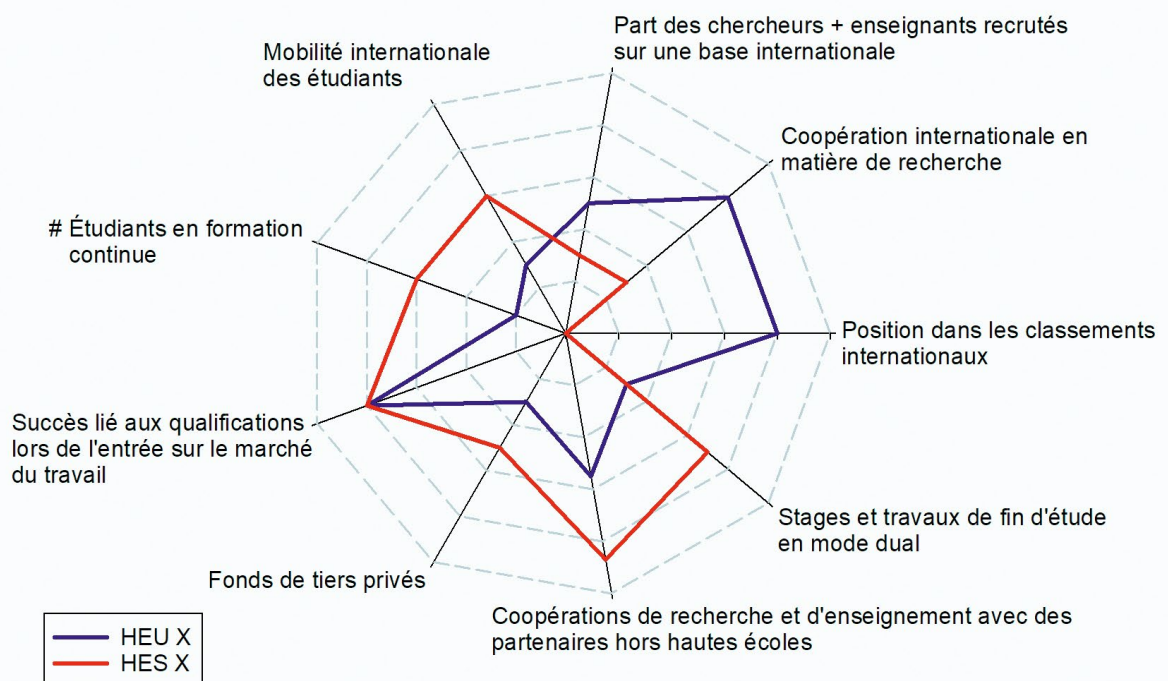 Part des chercheurs + enseignants recrutés
sur une base internationale
Mobilité internationale
des étudiants
Coopération internationale en
matière de recherche
# Étudiants en formation
continue
Position dans les classements
internationaux
Succès lié aux qualifications
lors de l'entrée sur le marché
du travail
Stages et travaux de fin d'étude
en mode dual
Fonds de tiers privés
Coopérations de recherche et d'enseignement avec des
partenaires hors hautes écoles
HEU X
HES X